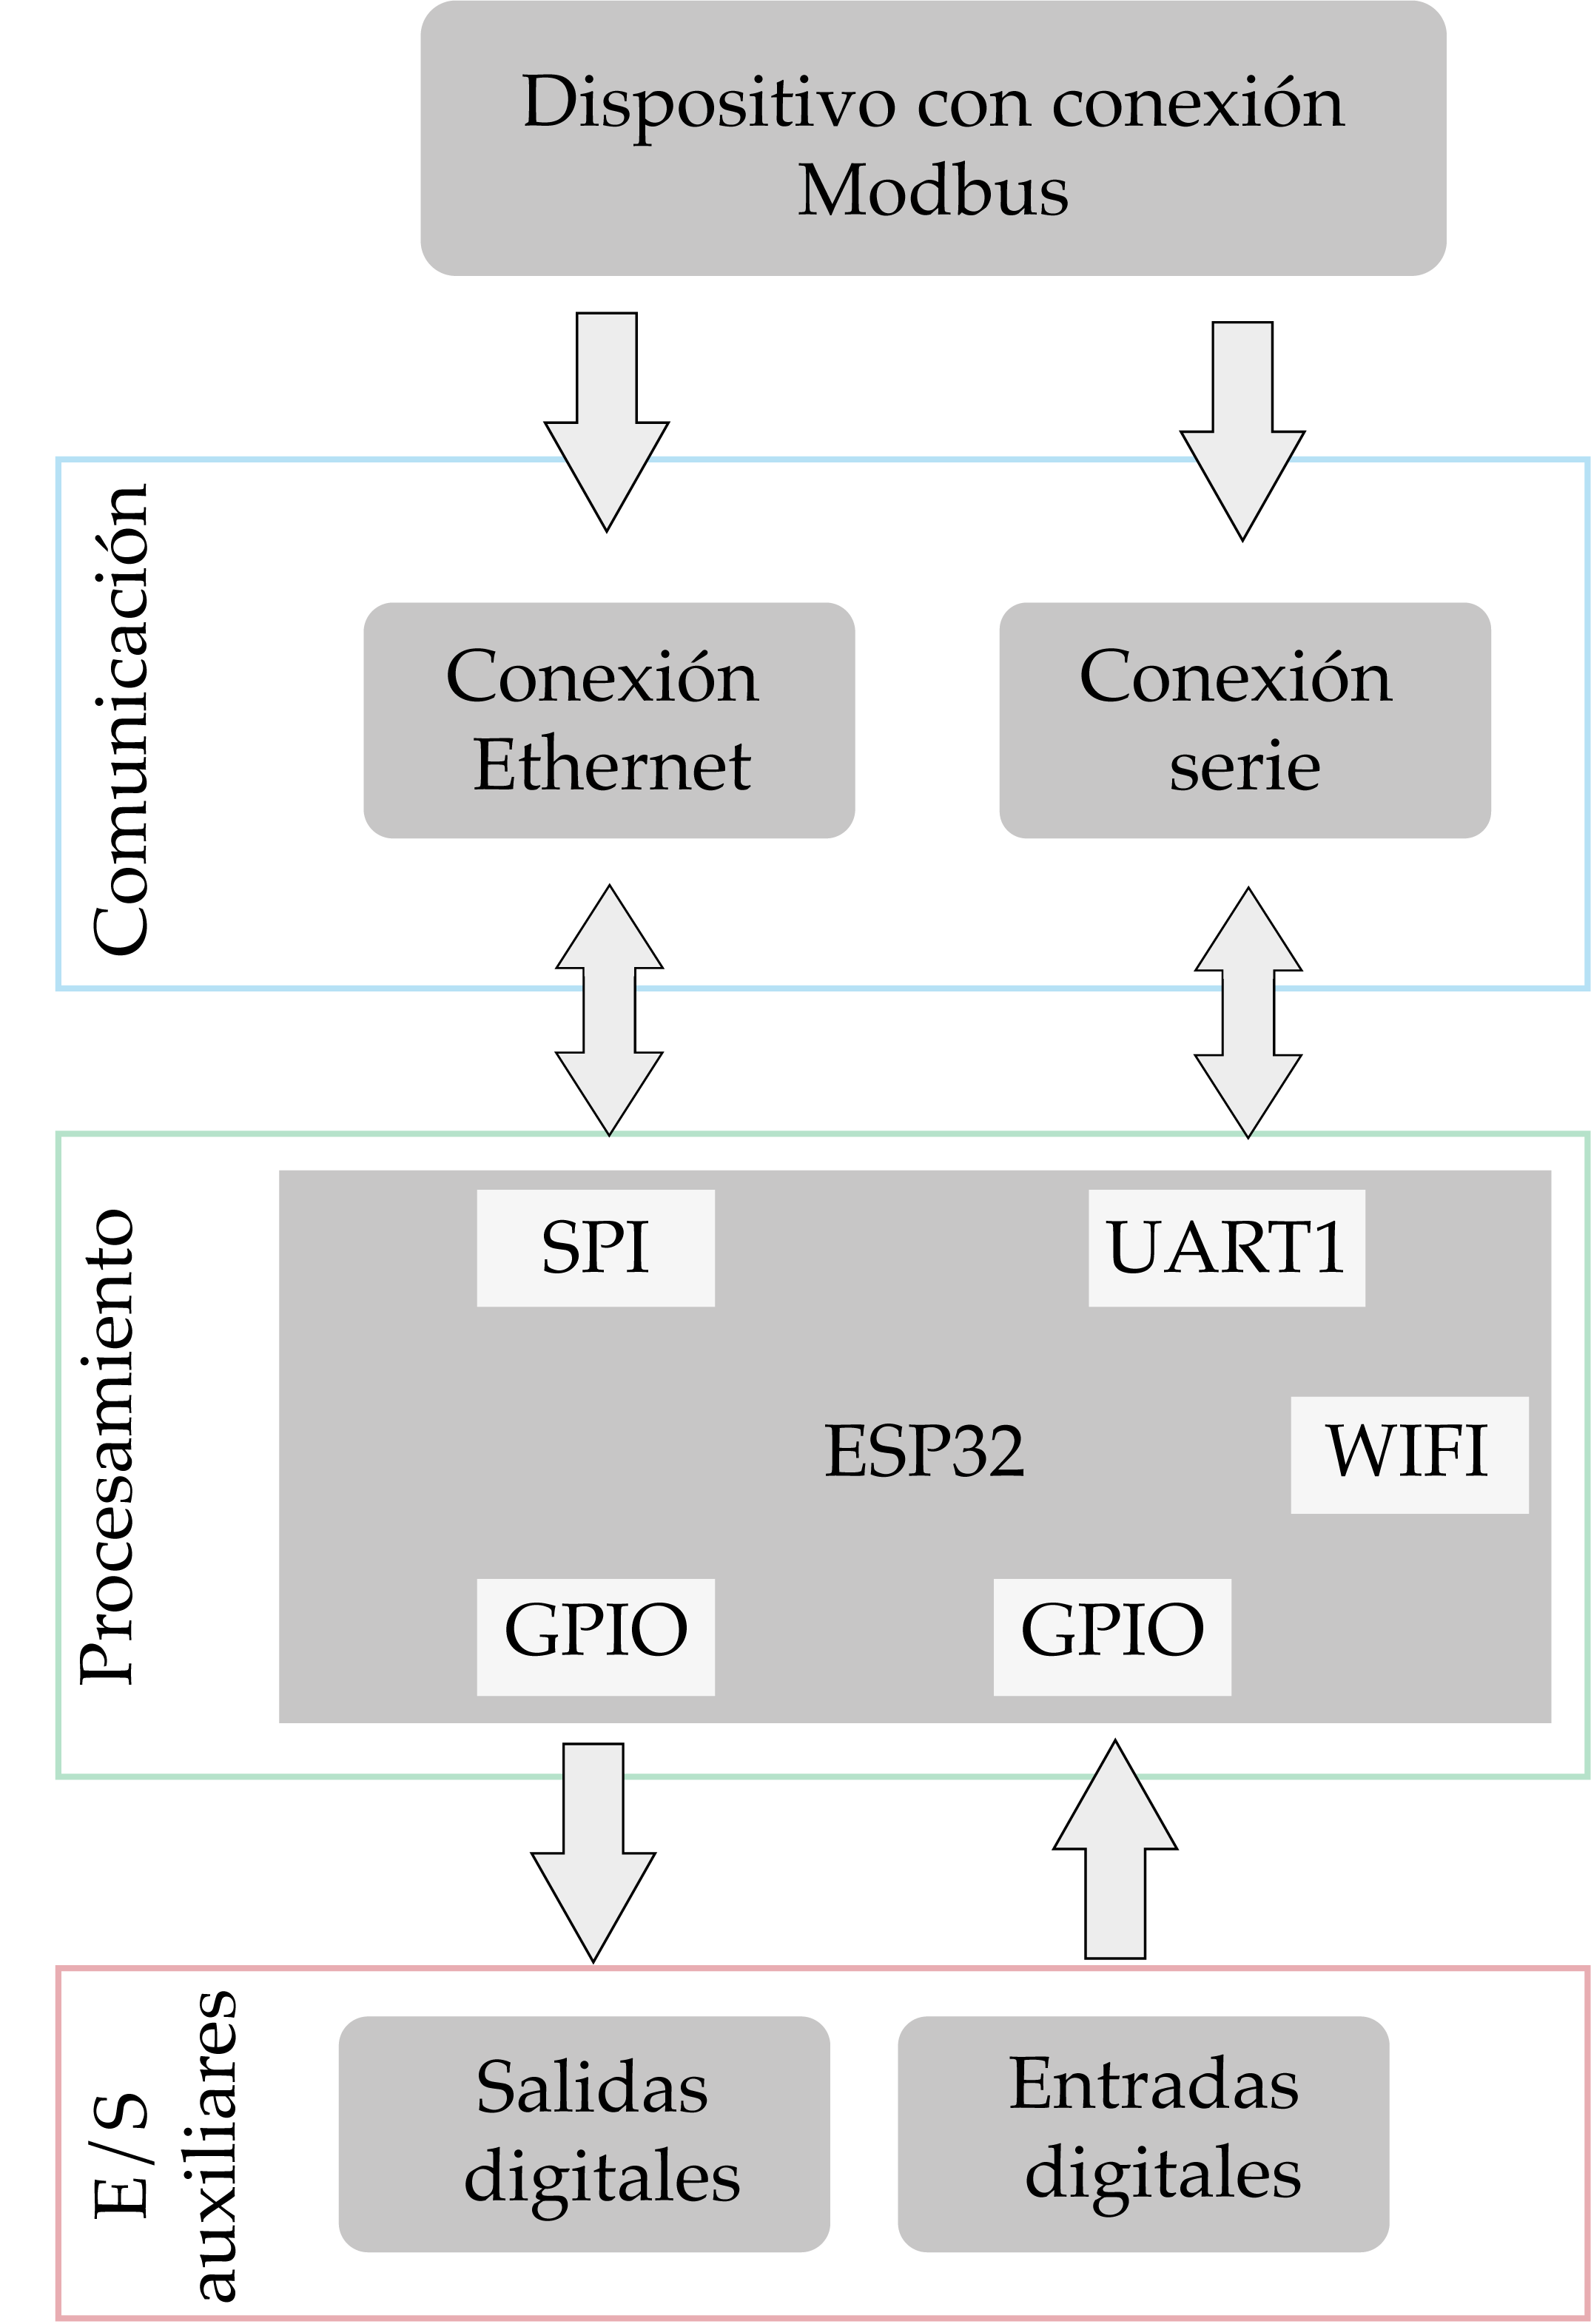 Dispositivo con conexión
Modbus
Comunicación
Conexión
Ethernet
Conexión
serie
Procesamiento
SPI
UART1
ESP32
WIFI
GPIO
GPIO
E/S
auxiliares
Salidas
digitales
Entradas
digitales